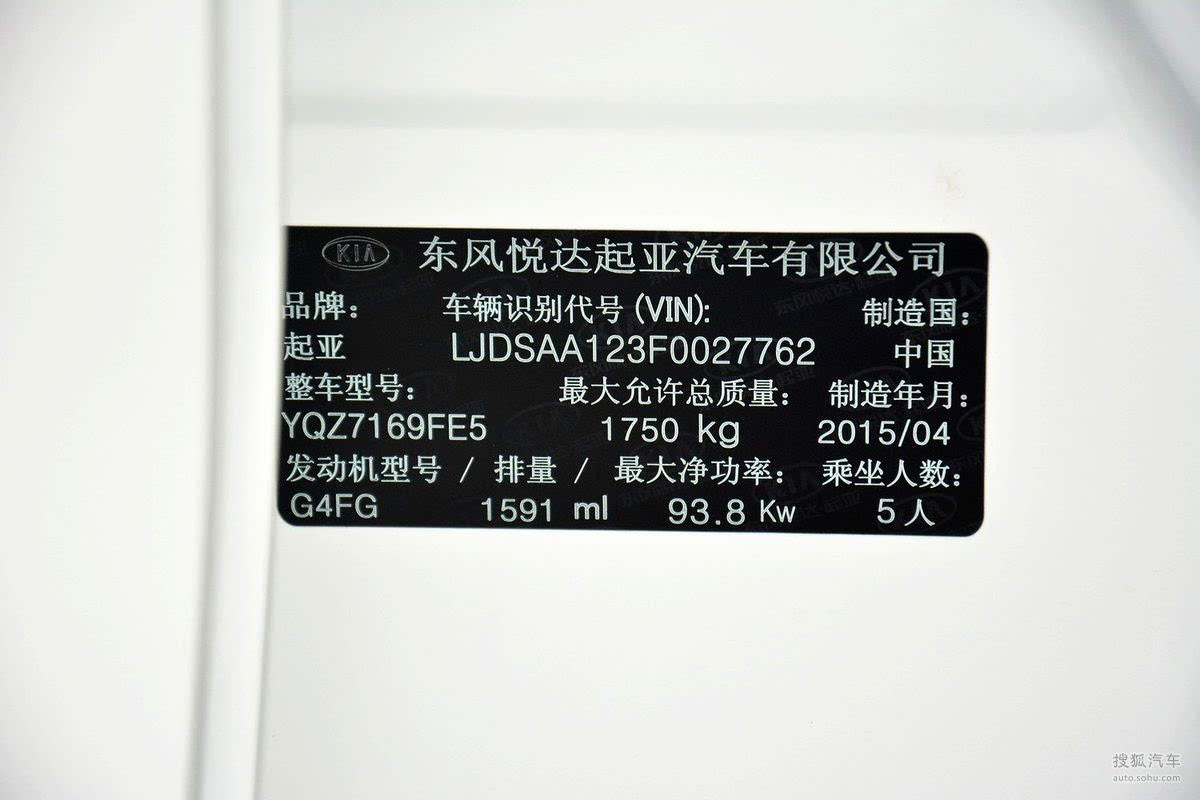 KIA 东风悦达起亚汽车有限公司
品牌： 车辆识别代号(VIN): 制造国：
起亚 LJDSAA123F0027762 中国
整车型号： 最大允许总质量： 制造年月：
YQZ7169FE5 1750 kg 2015/04
发动机型号 / 排量 / 最大净功率： 乘坐人数：
G4FG 1591 ml 93.8 Kw 5人
搜狐汽车
auto.sohu.com